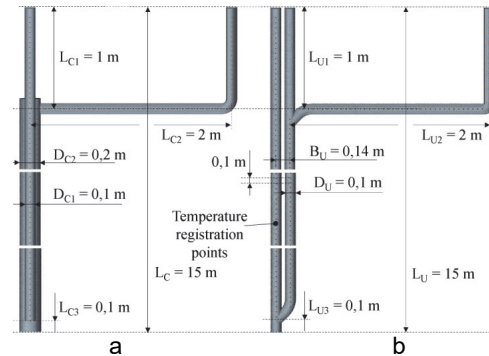 L_C1 = 1 m
L_U1 = 1 m
L_C2 = 2 m
L_U2 = 2 m
D_C2 = 0,2 m
0,1 m
B_U = 0,14 m
D_C1 = 0,1 m
D_U = 0,1 m
Temperature
registration
points
L_C = 15 m
L_U = 15 m
L_C3 = 0,1 m
L_U3 = 0,1 m
a
b